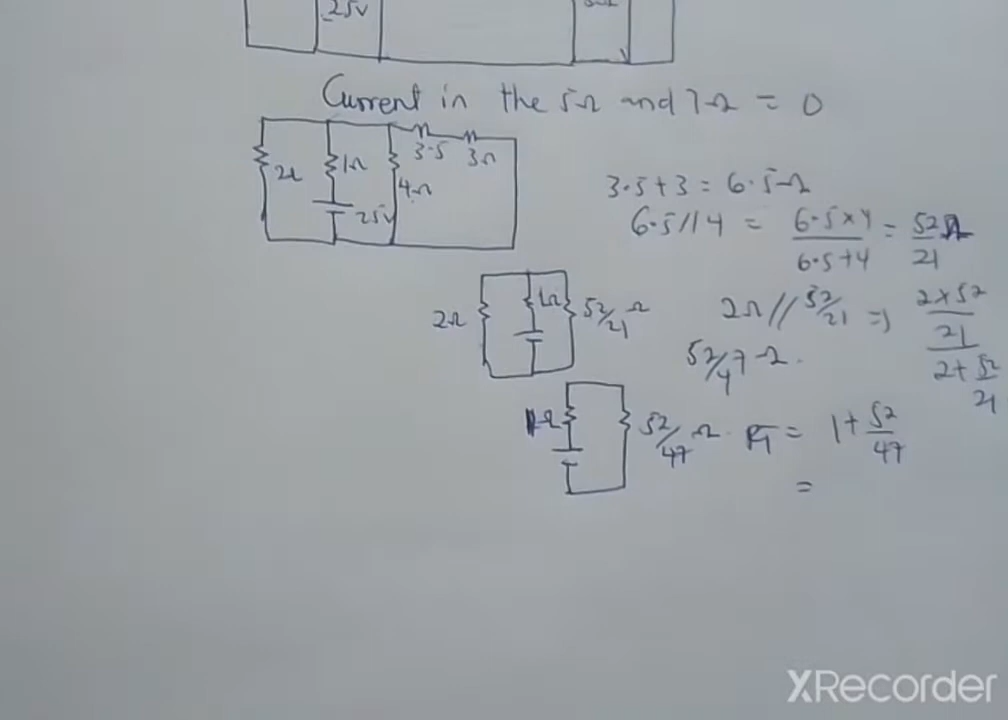 25V
Current in the 5Ω and 7Ω = 0
2Ω 1Ω 3.5 3Ω
4Ω
25V
3.5+3 = 6.5Ω
6.5//4 = 6.5×4/6.5+4 = 52/21 Ω
2Ω 1Ω 52/21 Ω
2Ω // 52/21 => 2×52/21 / 2+52/21
52/47 Ω.
1Ω 52/47 Ω. RT = 1+52/47
=
XRecorder